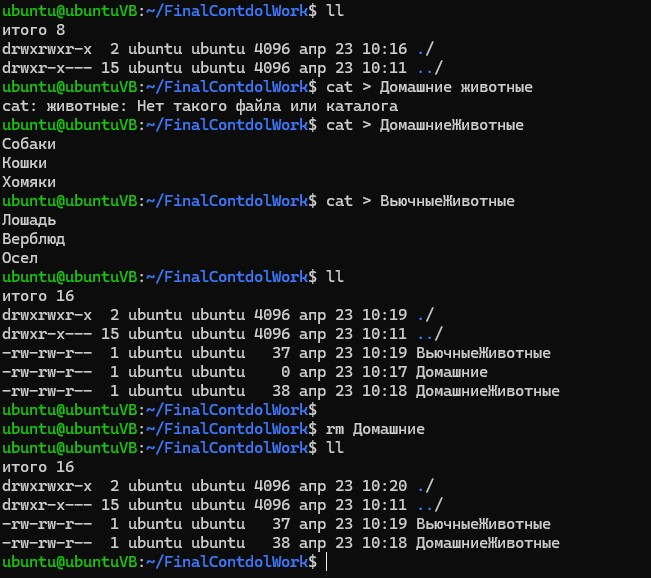 ubuntu@ubuntuVB:~/FinalContdolWork$ ll
итого 8
drwxrwxr-x  2 ubuntu ubuntu 4096 апр 23 10:16 ./
drwxr-x--- 15 ubuntu ubuntu 4096 апр 23 10:11 ../
ubuntu@ubuntuVB:~/FinalContdolWork$ cat > Домашние животные
cat: животные: Нет такого файла или каталога
ubuntu@ubuntuVB:~/FinalContdolWork$ cat > ДомашниеЖивотные
Собаки
Кошки
Хомяки
ubuntu@ubuntuVB:~/FinalContdolWork$ cat > ВьючныеЖивотные
Лошадь
Верблюд
Осел
ubuntu@ubuntuVB:~/FinalContdolWork$ ll
итого 16
drwxrwxr-x  2 ubuntu ubuntu 4096 апр 23 10:19 ./
drwxr-x--- 15 ubuntu ubuntu 4096 апр 23 10:11 ../
-rw-rw-r--  1 ubuntu ubuntu   37 апр 23 10:19 ВьючныеЖивотные
-rw-rw-r--  1 ubuntu ubuntu    0 апр 23 10:17 Домашние
-rw-rw-r--  1 ubuntu ubuntu   38 апр 23 10:18 ДомашниеЖивотные
ubuntu@ubuntuVB:~/FinalContdolWork$
ubuntu@ubuntuVB:~/FinalContdolWork$ rm Домашние
ubuntu@ubuntuVB:~/FinalContdolWork$ ll
итого 16
drwxrwxr-x  2 ubuntu ubuntu 4096 апр 23 10:20 ./
drwxr-x--- 15 ubuntu ubuntu 4096 апр 23 10:11 ../
-rw-rw-r--  1 ubuntu ubuntu   37 апр 23 10:19 ВьючныеЖивотные
-rw-rw-r--  1 ubuntu ubuntu   38 апр 23 10:18 ДомашниеЖивотные
ubuntu@ubuntuVB:~/FinalContdolWork$